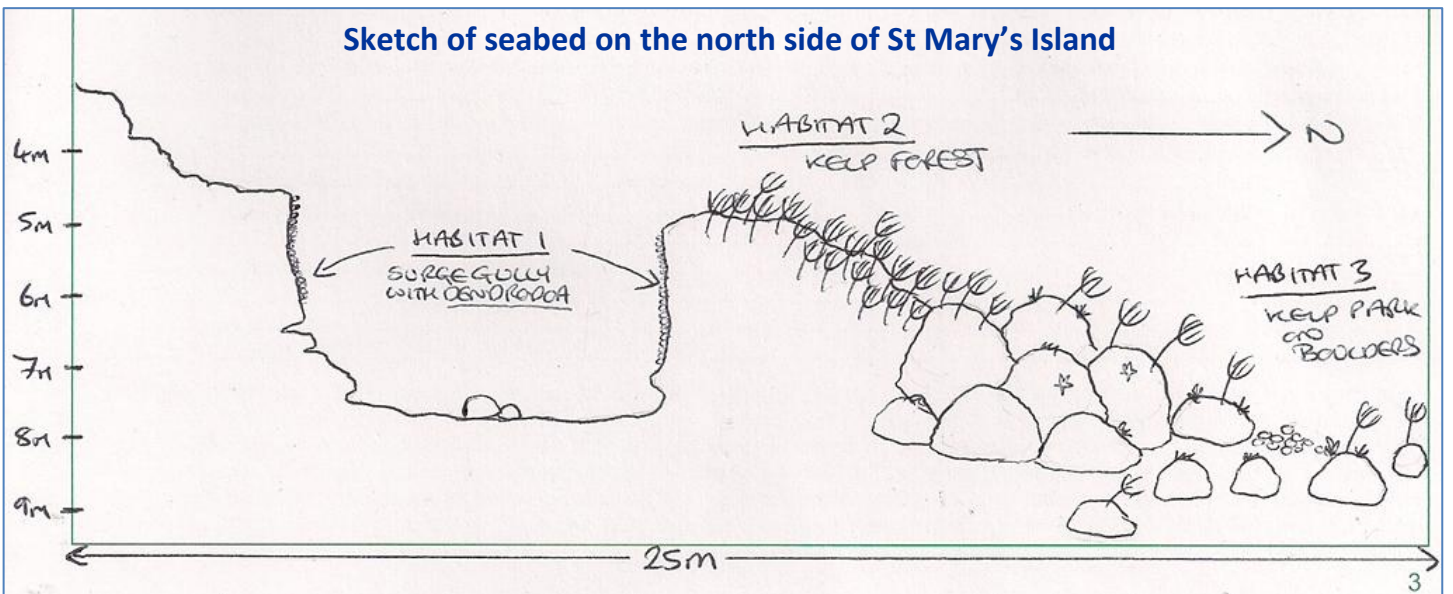 Sketch of seabed on the north side of St Mary's Island
HABITAT 2
KELP FOREST
N
4m
5m
HABITAT 1
SURGE GULLY
WITH DENDRODOA
6m
HABITAT 3
KELP PARK
ON
BOULDERS
7m
8m
9m
25m
3